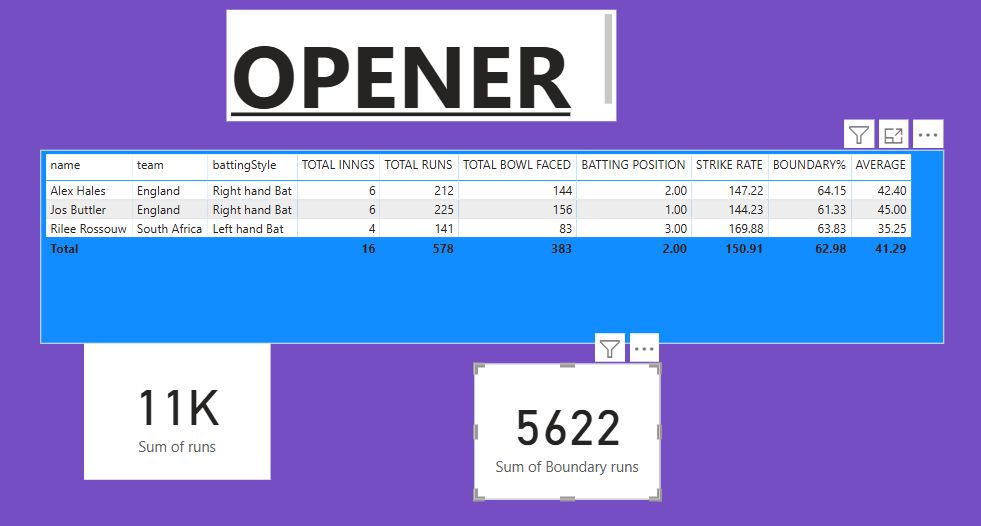 OPENER
name team battingStyle TOTAL INNGS TOTAL RUNS TOTAL BOWL FACED BATTING POSITION STRIKE RATE BOUNDARY% AVERAGE
Alex Hales England Right hand Bat 6 212 144 2.00 147.22 64.15 42.40
Jos Buttler England Right hand Bat 6 225 156 1.00 144.23 61.33 45.00
Rilee Rossouw South Africa Left hand Bat 4 141 83 3.00 169.88 63.83 35.25
Total 16 578 383 2.00 150.91 62.98 41.29
11K
Sum of runs
5622
Sum of Boundary runs